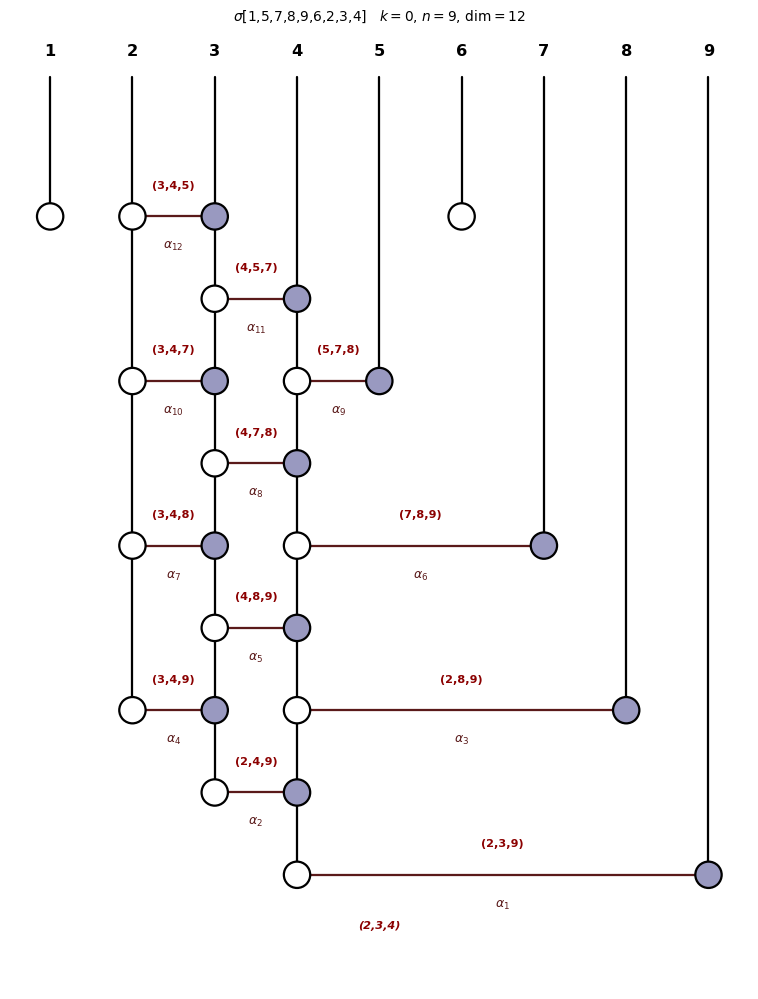 σ[1,5,7,8,9,6,2,3,4]   k = 0, n = 9, dim = 12
1 2 3 4 5 6 7 8 9
(3,4,5)
α₁₂
(4,5,7)
α₁₁
(3,4,7) (5,7,8)
α₁₀ α₉
(4,7,8)
α₈
(3,4,8) (7,8,9)
α₇ α₆
(4,8,9)
α₅
(3,4,9) (2,8,9)
α₄ α₃
(2,4,9)
α₂
(2,3,9)
α₁
(2,3,4)